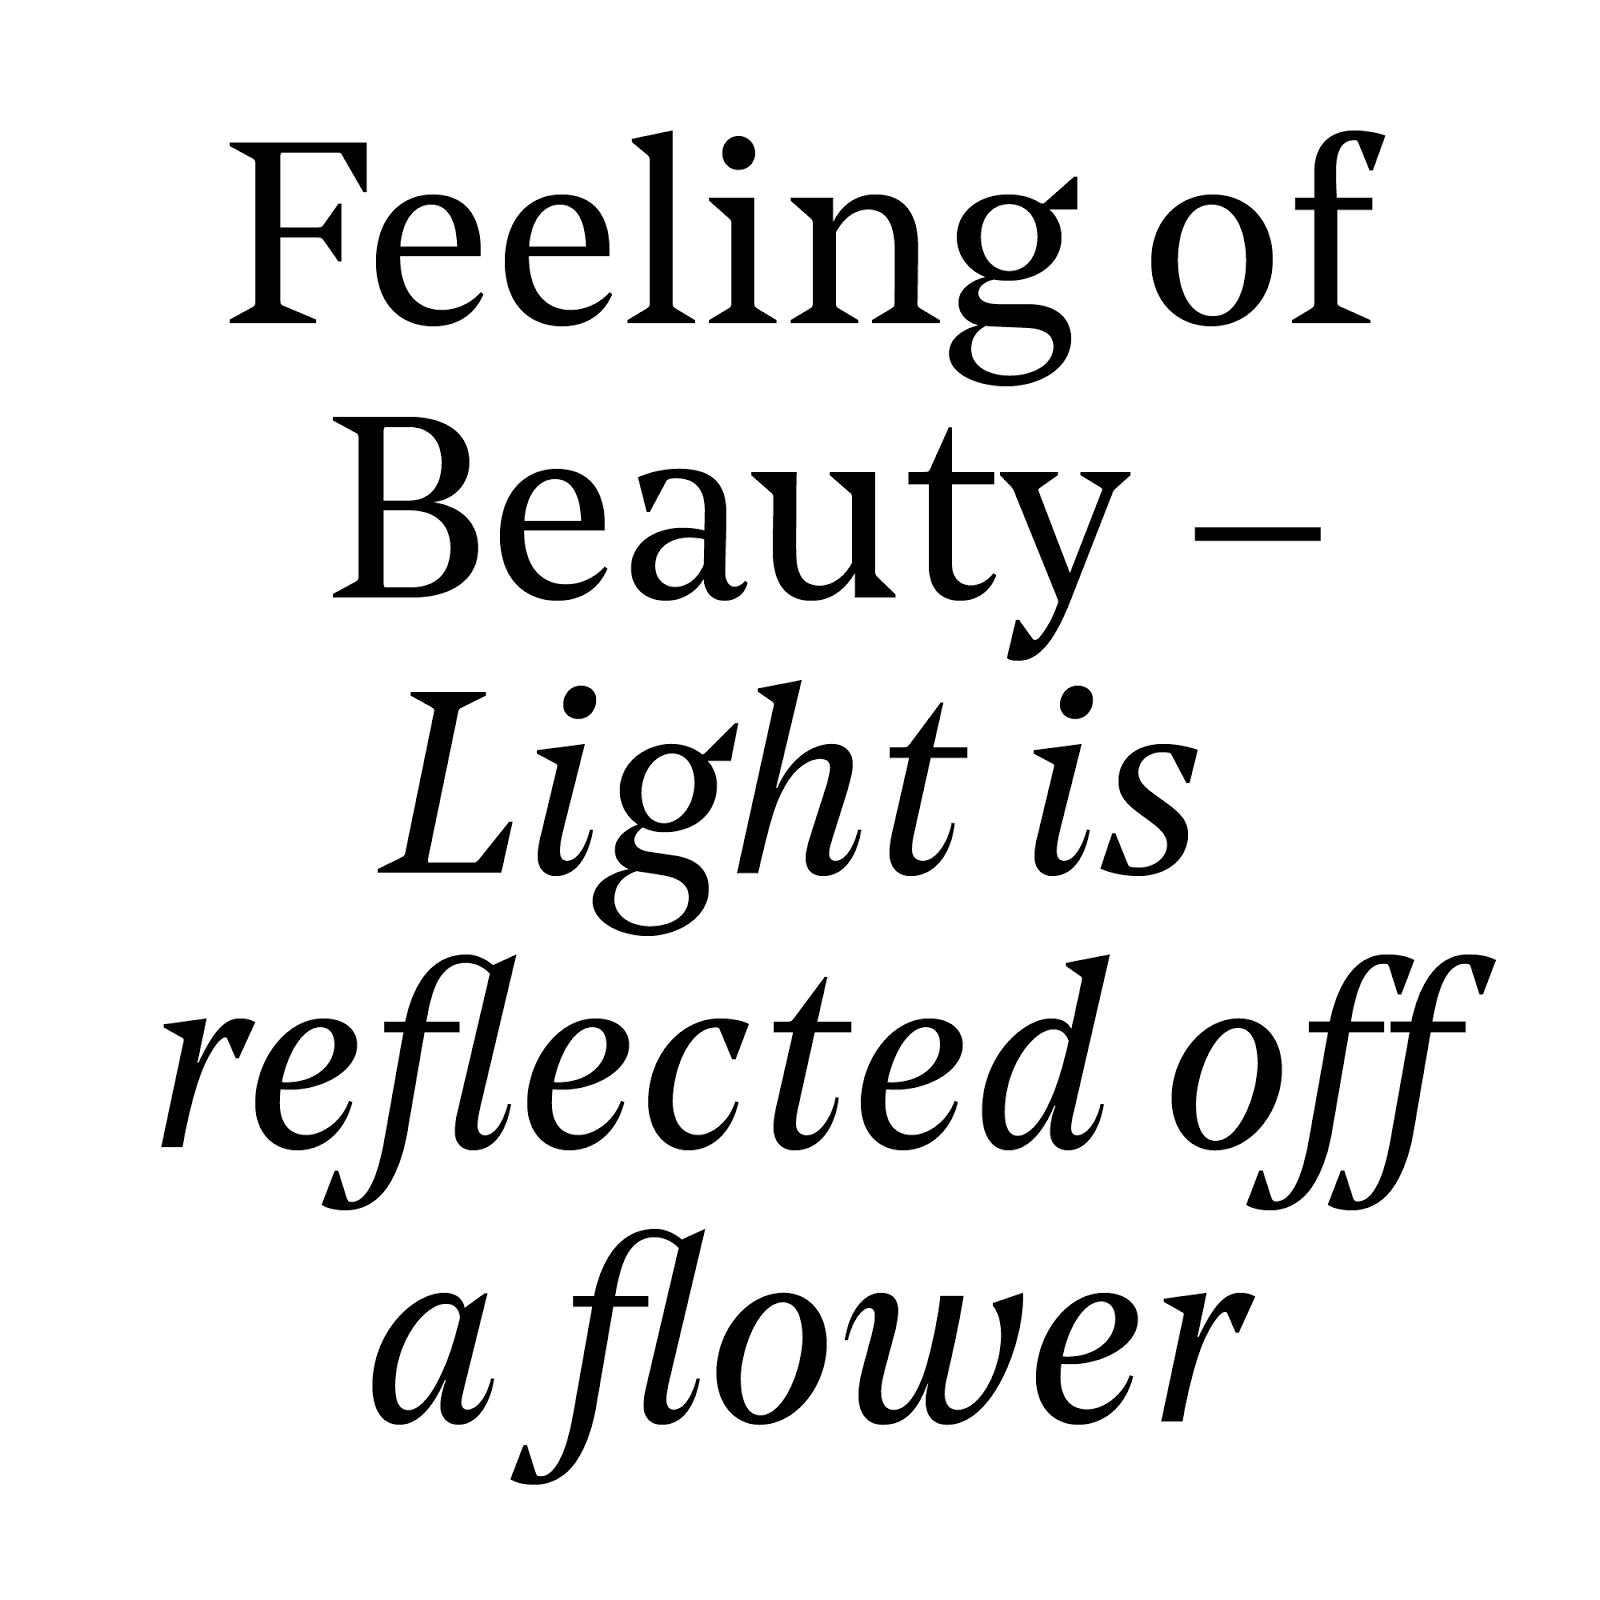 Feeling of
Beauty –
Light is
reflected off
a flower